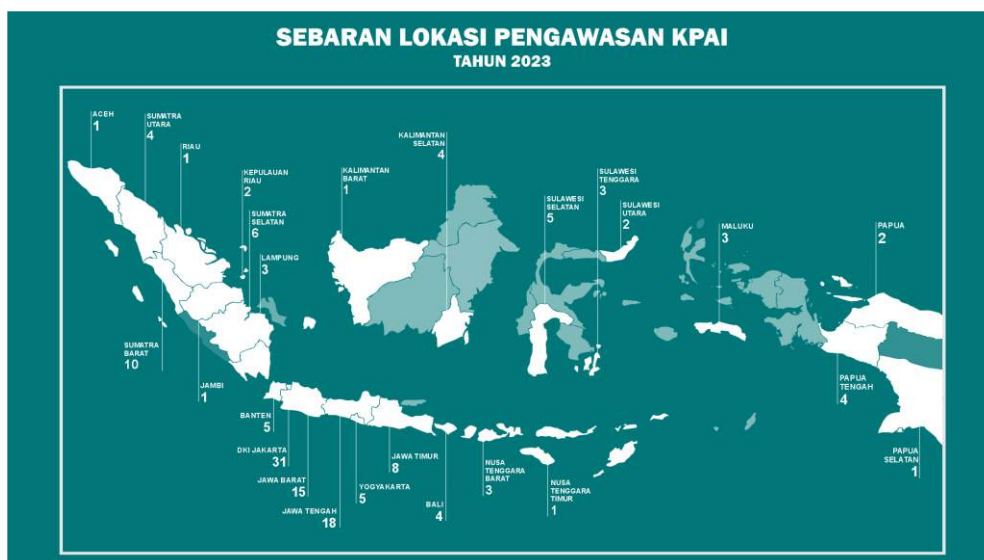 SEBARAN LOKASI PENGAWASAN KPAI
TAHUN 2023
ACEH
1
SUMATRA
UTARA
4
RIAU
1
KEPULAUAN
RIAU
2
SUMATRA
SELATAN
6
LAMPUNG
3
KALIMANTAN
BARAT
1
KALIMANTAN
SELATAN
4
SULAWESI
SELATAN
5
SULAWESI
TENGGARA
3
SULAWESI
UTARA
2
MALUKU
3
PAPUA
2
SUMATRA
BARAT
10
JAMBI
1
BANTEN
5
DKI JAKARTA
31
JAWA BARAT
15
JAWA TENGAH
18
YOGYAKARTA
5
JAWA TIMUR
8
BALI
4
NUSA
TENGGARA
BARAT
3
NUSA
TENGGARA
TIMUR
1
PAPUA
TENGAH
4
PAPUA
SELATAN
1